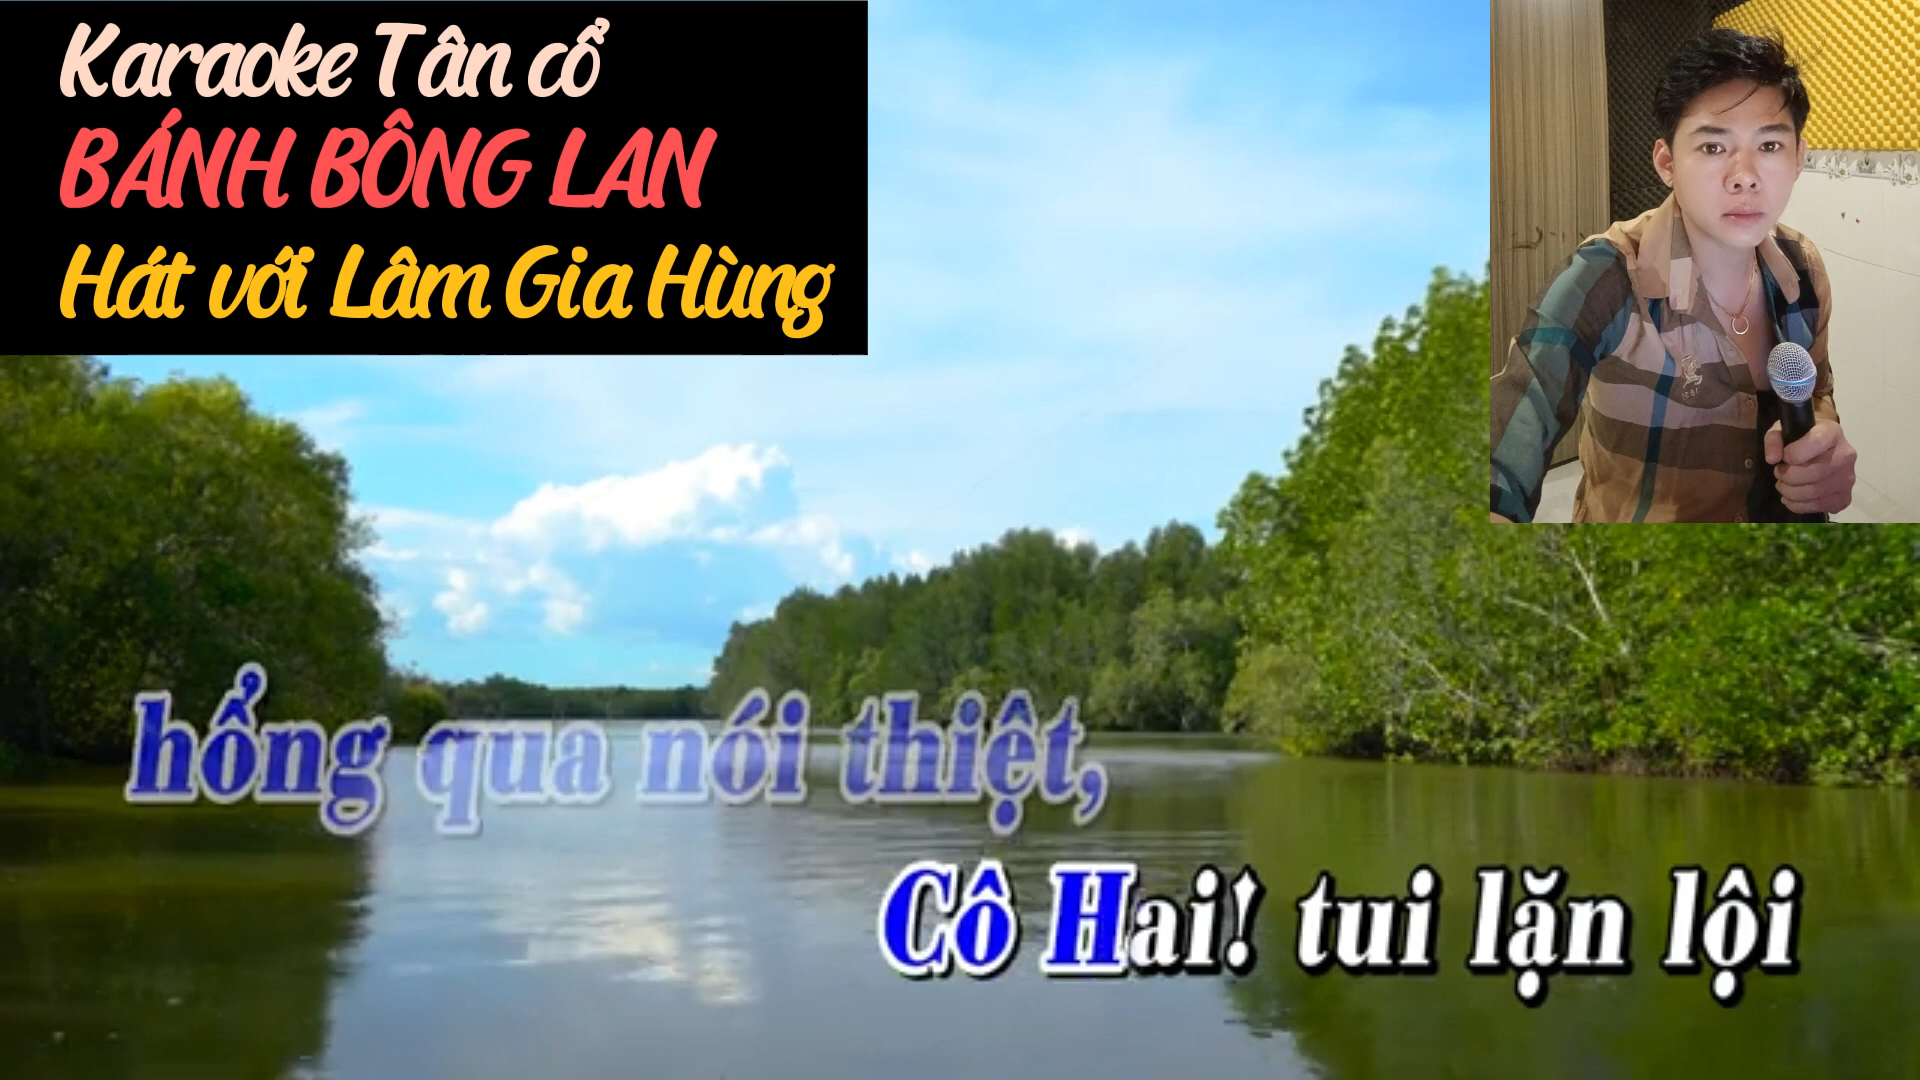 Karaoke Tân cổ
BÁNH BÔNG LAN
Hát với Lâm Gia Hùng
hổng qua nói thiệt,
Cô Hai! tui lặn lội